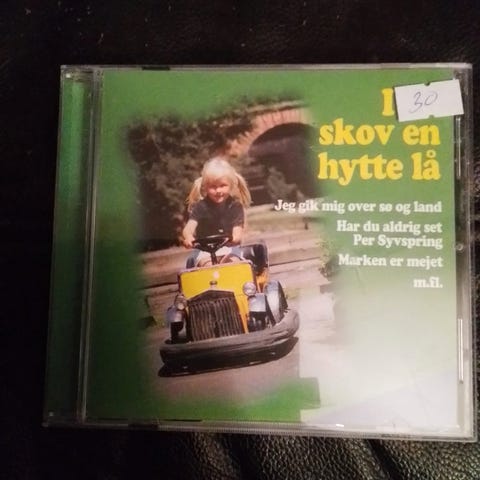 30
skov en
hytte lå
Jeg gik mig over sø og land
Har du aldrig set
Per Syvspring
Marken er mejet
m.fl.